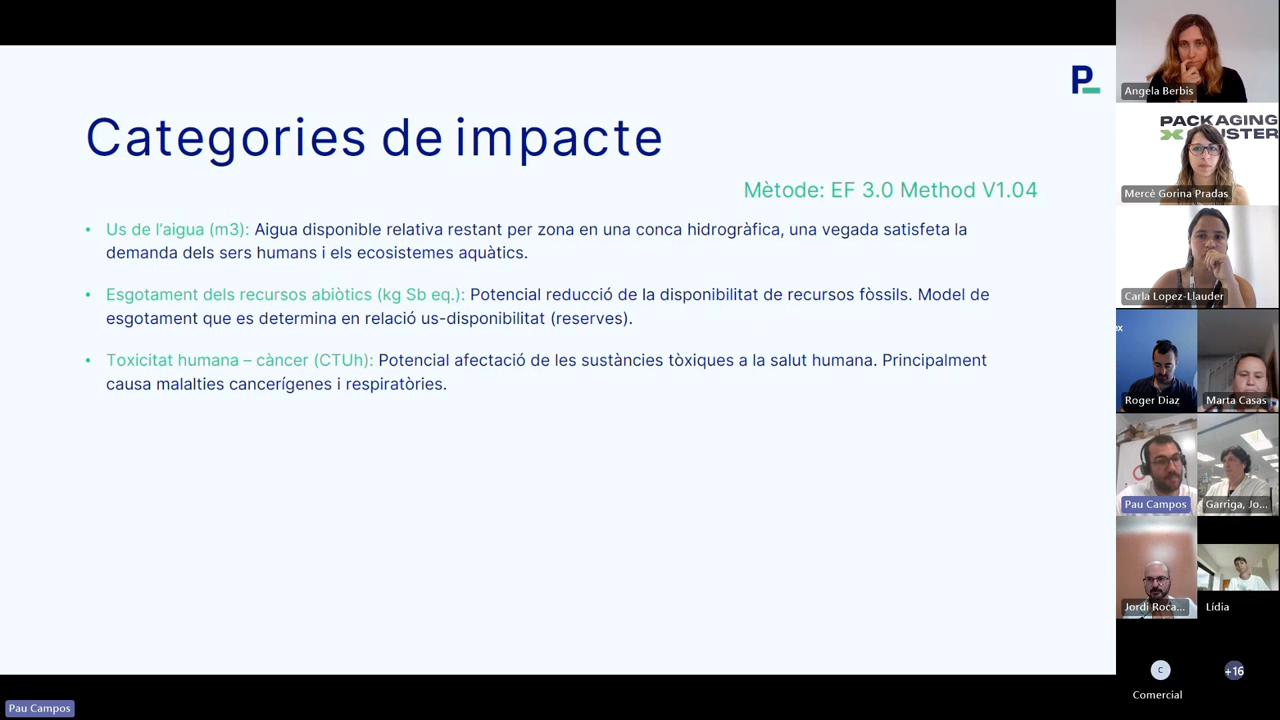 P
Categories de impacte
Mètode: EF 3.0 Method V1.04
• Us de l'aigua (m3): Aigua disponible relativa restant per zona en una conca hidrogràfica, una vegada satisfeta la
demanda dels sers humans i els ecosistemes aquàtics.
• Esgotament dels recursos abiòtics (kg Sb eq.): Potencial reducció de la disponibilitat de recursos fòssils. Model de
esgotament que es determina en relació us-disponibilitat (reserves).
• Toxicitat humana – càncer (CTUh): Potencial afectació de les sustàncies tòxiques a la salut humana. Principalment
causa malalties cancerígenes i respiratòries.
Angela Berbis
PACKAGING
Mercè Gorina Pradas
Carla Lopez-Llauder
Roger Diaz
Marta Casas
Pau Campos
Garriga, Jo...
Jordi Roca...
Lídia
C
+16
Comercial
Pau Campos